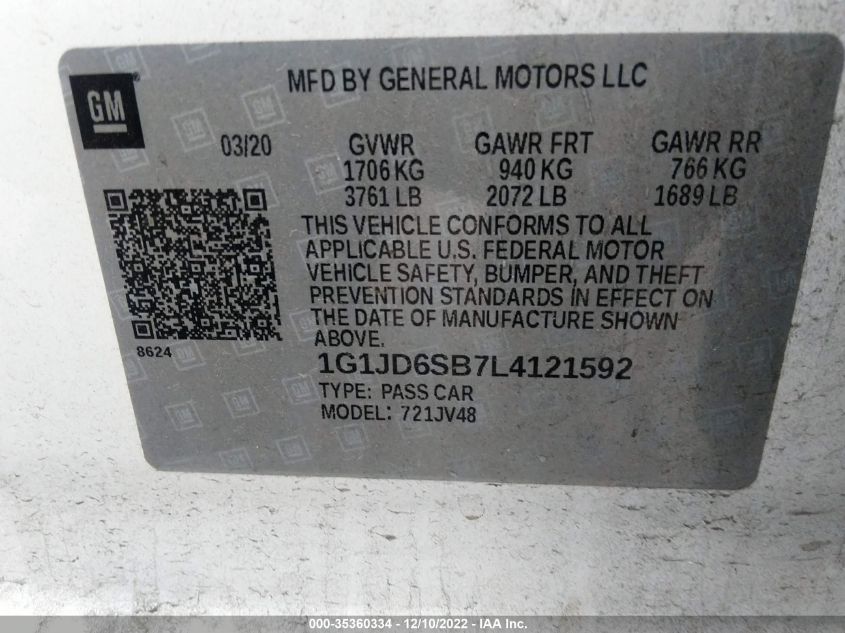 GM
MFD BY GENERAL MOTORS LLC
03/20 GVWR GAWR FRT GAWR RR
1706 KG 940 KG 766 KG
3761 LB 2072 LB 1689 LB
THIS VEHICLE CONFORMS TO ALL
APPLICABLE U.S. FEDERAL MOTOR
VEHICLE SAFETY, BUMPER, AND THEFT
PREVENTION STANDARDS IN EFFECT ON
THE DATE OF MANUFACTURE SHOWN
ABOVE.
8624
1G1JD6SB7L4121592
TYPE: PASS CAR
MODEL: 721JV48
000-35360334 - 12/10/2022 - IAA Inc.